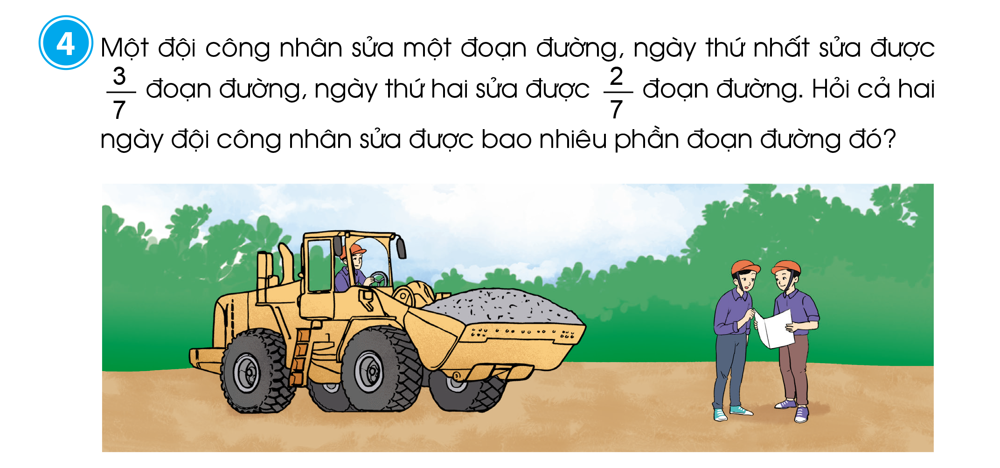 4 Một đội công nhân sửa một đoạn đường, ngày thứ nhất sửa được
3/7 đoạn đường, ngày thứ hai sửa được 2/7 đoạn đường. Hỏi cả hai
ngày đội công nhân sửa được bao nhiêu phần đoạn đường đó?